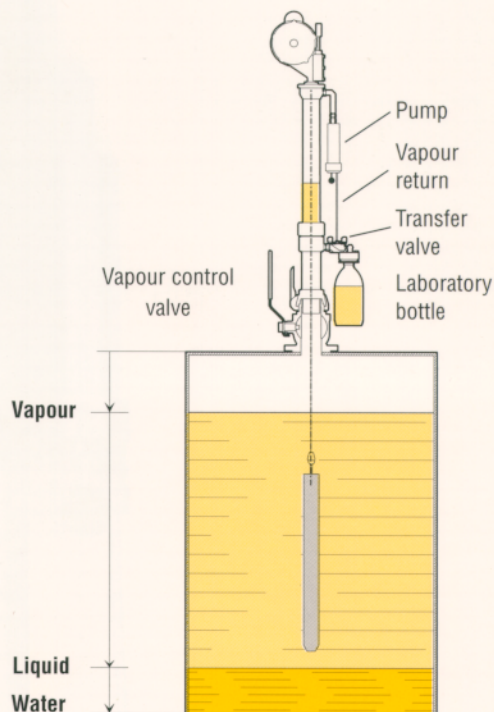 Pump
Vapour
return
Transfer
valve
Laboratory
bottle
Vapour control
valve
Vapour
Liquid
Water